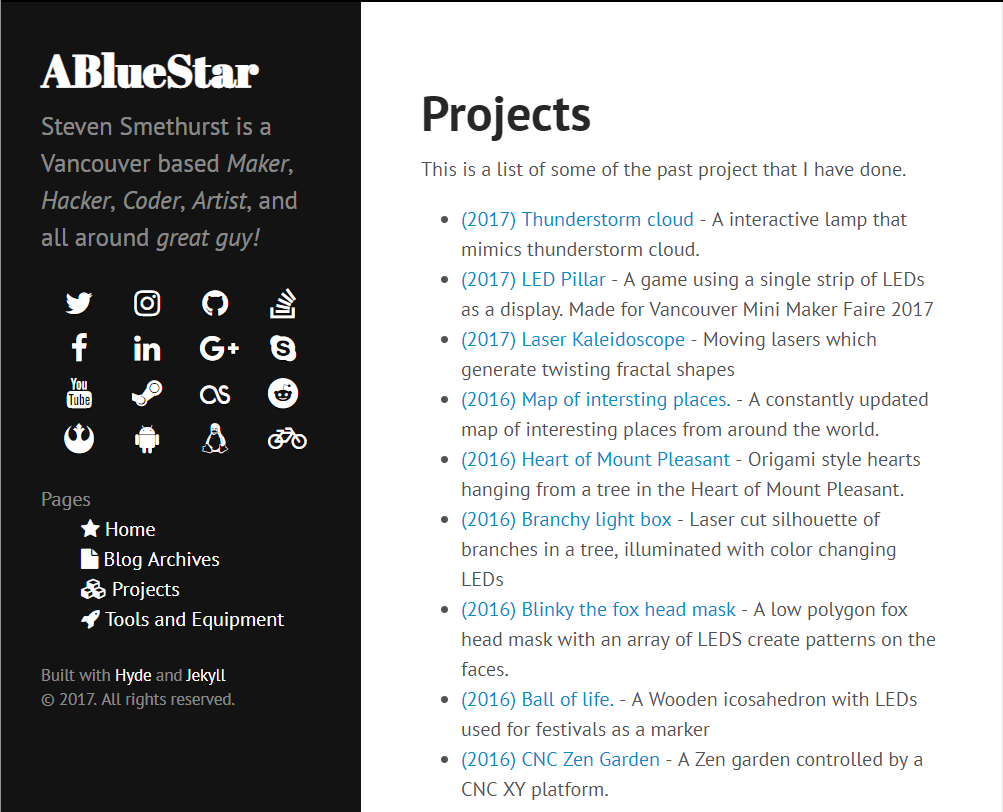 ABlueStar
Steven Smethurst is a
Vancouver based Maker,
Hacker, Coder, Artist, and
all around great guy!
You
Tube
Pages
Home
Blog Archives
Projects
Tools and Equipment
Built with Hyde and Jekyll
© 2017. All rights reserved.
Projects
This is a list of some of the past project that I have done.
• (2017) Thunderstorm cloud - A interactive lamp that
mimics thunderstorm cloud.
• (2017) LED Pillar - A game using a single strip of LEDs
as a display. Made for Vancouver Mini Maker Faire 2017
• (2017) Laser Kaleidoscope - Moving lasers which
generate twisting fractal shapes
• (2016) Map of intersting places. - A constantly updated
map of interesting places from around the world.
• (2016) Heart of Mount Pleasant - Origami style hearts
hanging from a tree in the Heart of Mount Pleasant.
• (2016) Branchy light box - Laser cut silhouette of
branches in a tree, illuminated with color changing
LEDs
• (2016) Blinky the fox head mask - A low polygon fox
head mask with an array of LEDS create patterns on the
faces.
• (2016) Ball of life. - A Wooden icosahedron with LEDs
used for festivals as a marker
• (2016) CNC Zen Garden - A Zen garden controlled by a
CNC XY platform.